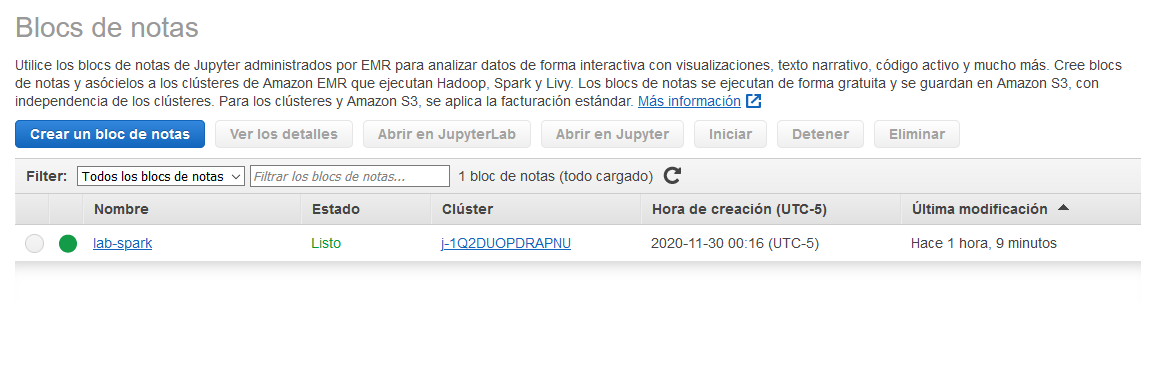 Blocs de notas
Utilice los blocs de notas de Jupyter administrados por EMR para analizar datos de forma interactiva con visualizaciones, texto narrativo, código activo y mucho más. Cree blocs
de notas y asócielos a los clústeres de Amazon EMR que ejecutan Hadoop, Spark y Livy. Los blocs de notas se ejecutan de forma gratuita y se guardan en Amazon S3, con
independencia de los clústeres. Para los clústeres y Amazon S3, se aplica la facturación estándar. Más información
Crear un bloc de notas Ver los detalles Abrir en JupyterLab Abrir en Jupyter Iniciar Detener Eliminar
Filter: Todos los blocs de notas Filtrar los blocs de notas... 1 bloc de notas (todo cargado)
Nombre Estado Clúster Hora de creación (UTC-5) Última modificación
lab-spark Listo j-1Q2DUOPDRAPNU 2020-11-30 00:16 (UTC-5) Hace 1 hora, 9 minutos